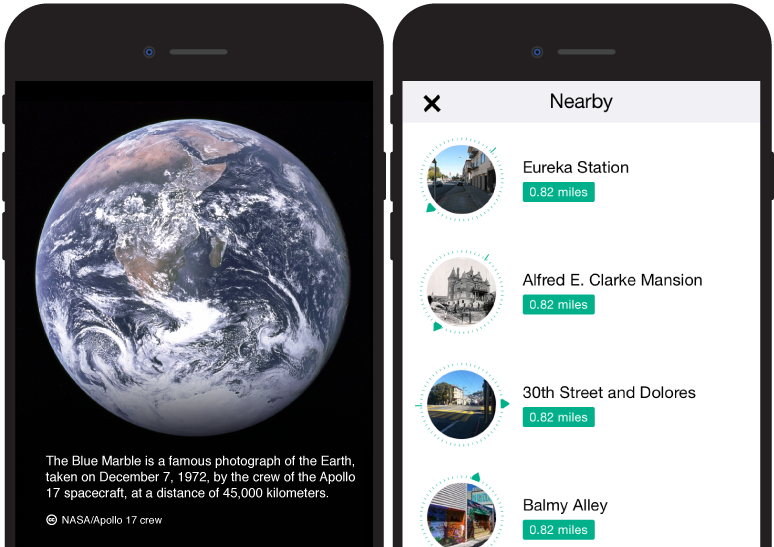 The Blue Marble is a famous photograph of the Earth,
taken on December 7, 1972, by the crew of the Apollo
17 spacecraft, at a distance of 45,000 kilometers.
cc NASA/Apollo 17 crew
Nearby
Eureka Station
0.82 miles
Alfred E. Clarke Mansion
0.82 miles
30th Street and Dolores
0.82 miles
Balmy Alley
0.82 miles